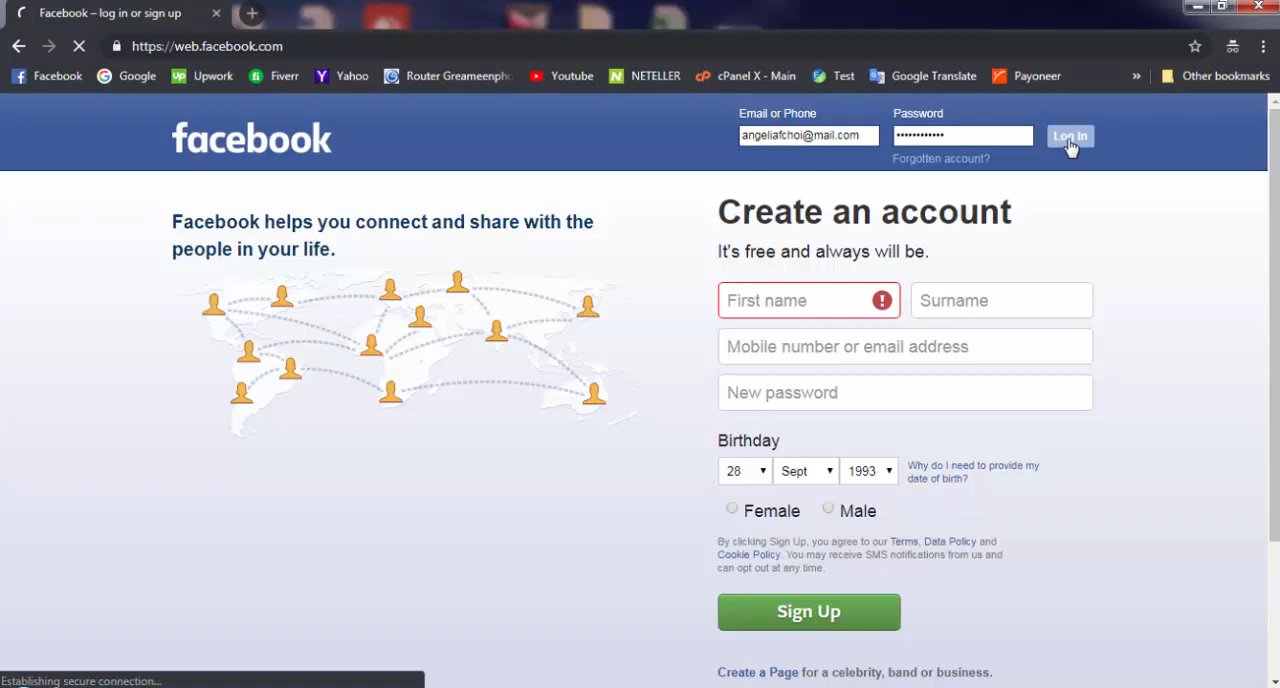 Facebook – log in or sign up
https://web.facebook.com
Facebook Google Upwork Fiverr Yahoo Router Greameenpho YouTube NETELLER cPanel X - Main Test Google Translate Payoneer » Other bookmarks
facebook
Email or Phone Password
angeliafchoi@mail.com •••••••••••• Log In
Forgotten account?
Facebook helps you connect and share with the
people in your life.
Create an account
It's free and always will be.
First name Surname
Mobile number or email address
New password
Birthday
28 Sept 1993
Why do I need to provide my
date of birth?
Female Male
By clicking Sign Up, you agree to our Terms, Data Policy and
Cookie Policy. You may receive SMS notifications from us and
can opt out at any time.
Sign Up
Create a Page for a celebrity, band or business.
Establishing secure connection...